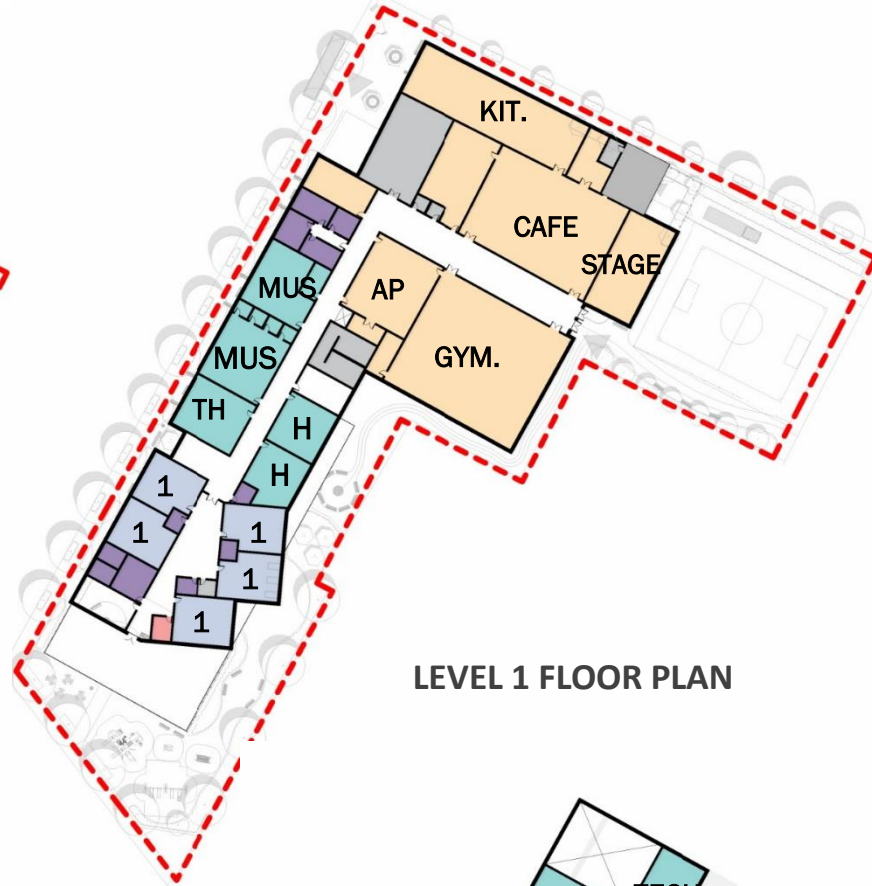 KIT.
CAFE
STAGE
MUS
AP
MUS
GYM.
TH
H
H
1
1
1
1
1
LEVEL 1 FLOOR PLAN